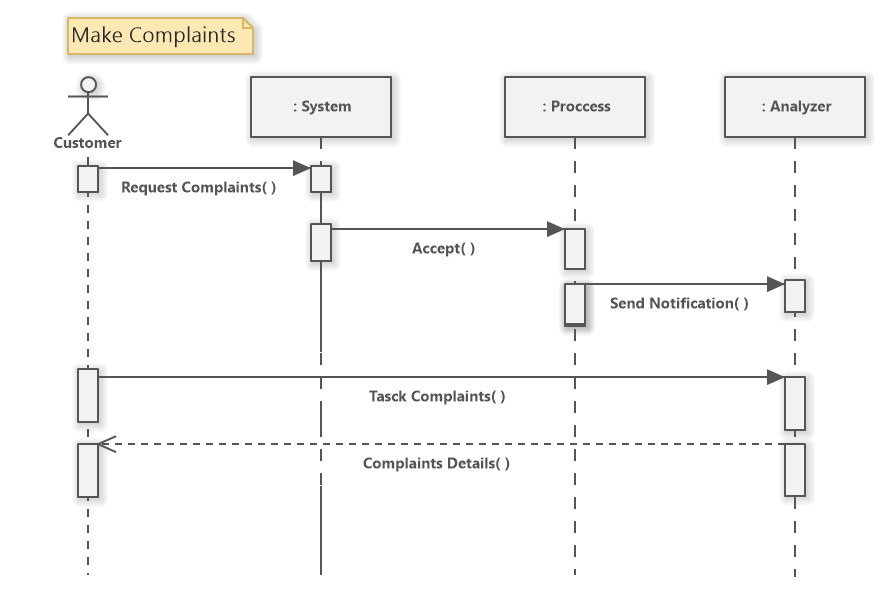 Make Complaints
Customer
: System
: Proccess
: Analyzer
Request Complaints( )
Accept( )
Send Notification( )
Tasck Complaints( )
Complaints Details( )